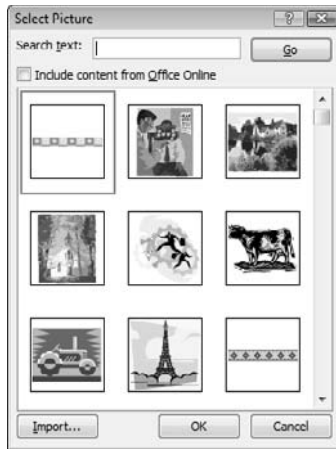 Select Picture
Search text:
Go
Include content from Office Online
Import...
OK
Cancel